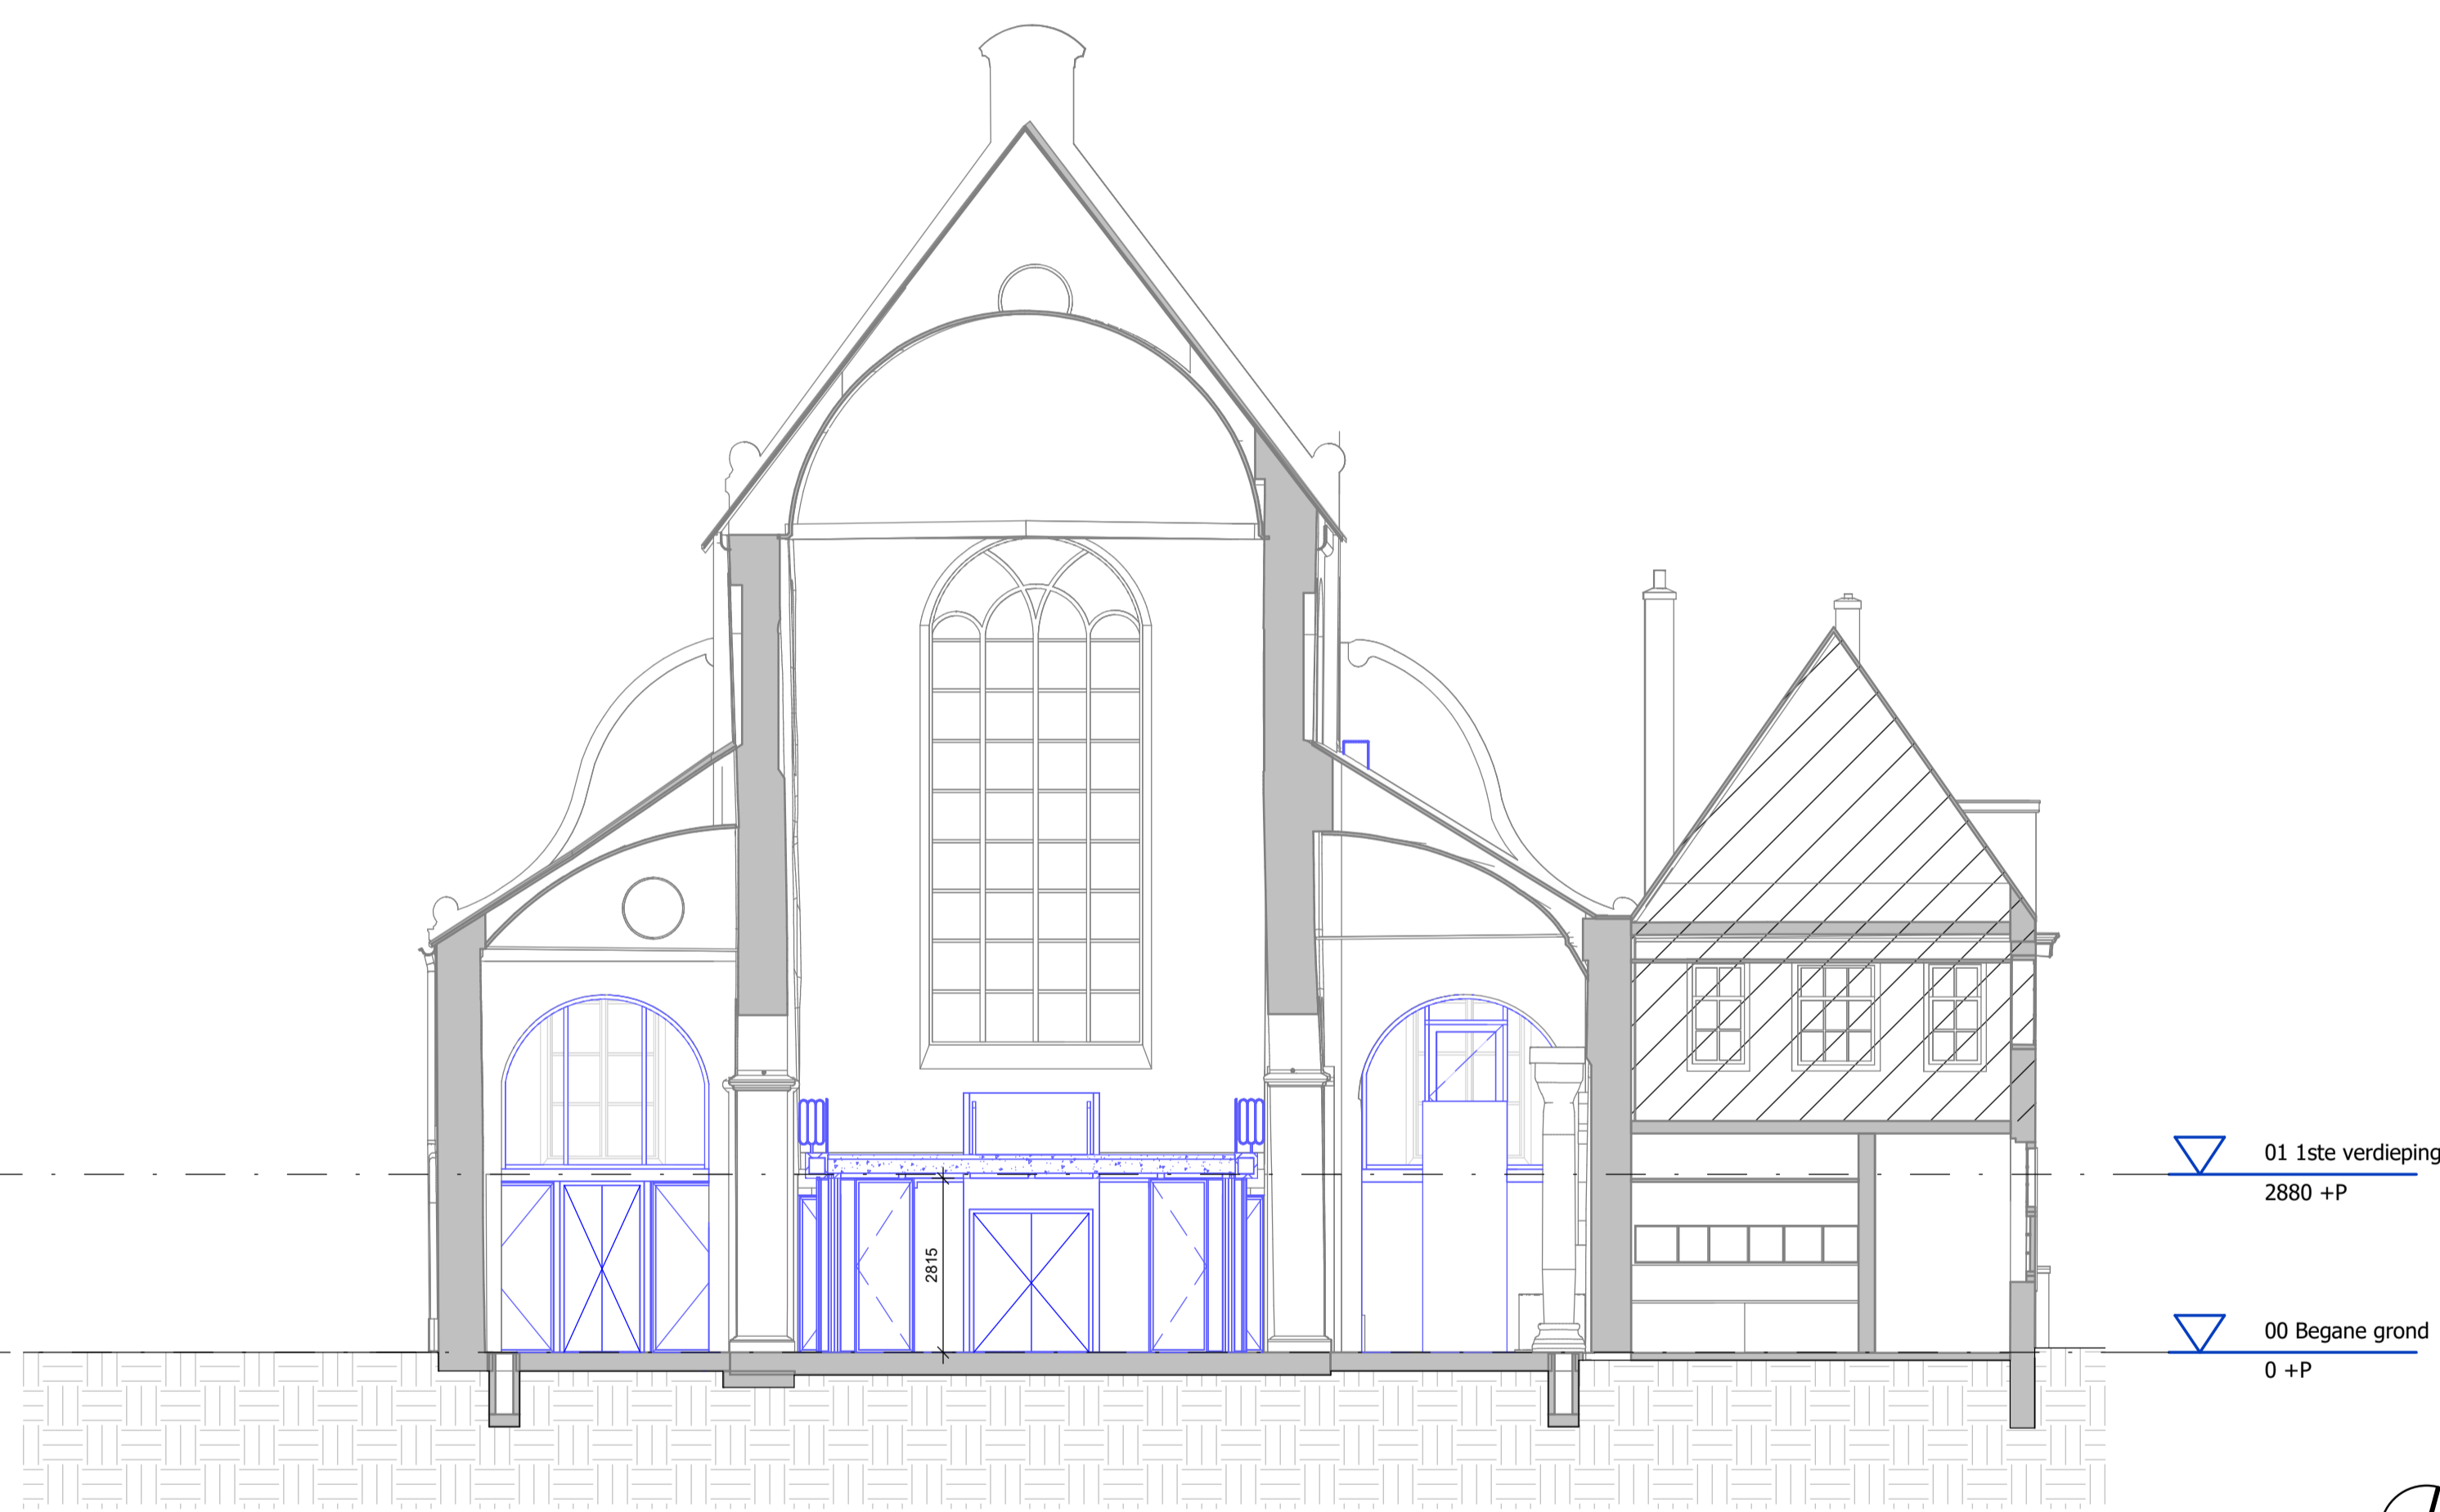 01 1ste verdieping
2880 +P
2815
00 Begane grond
0 +P